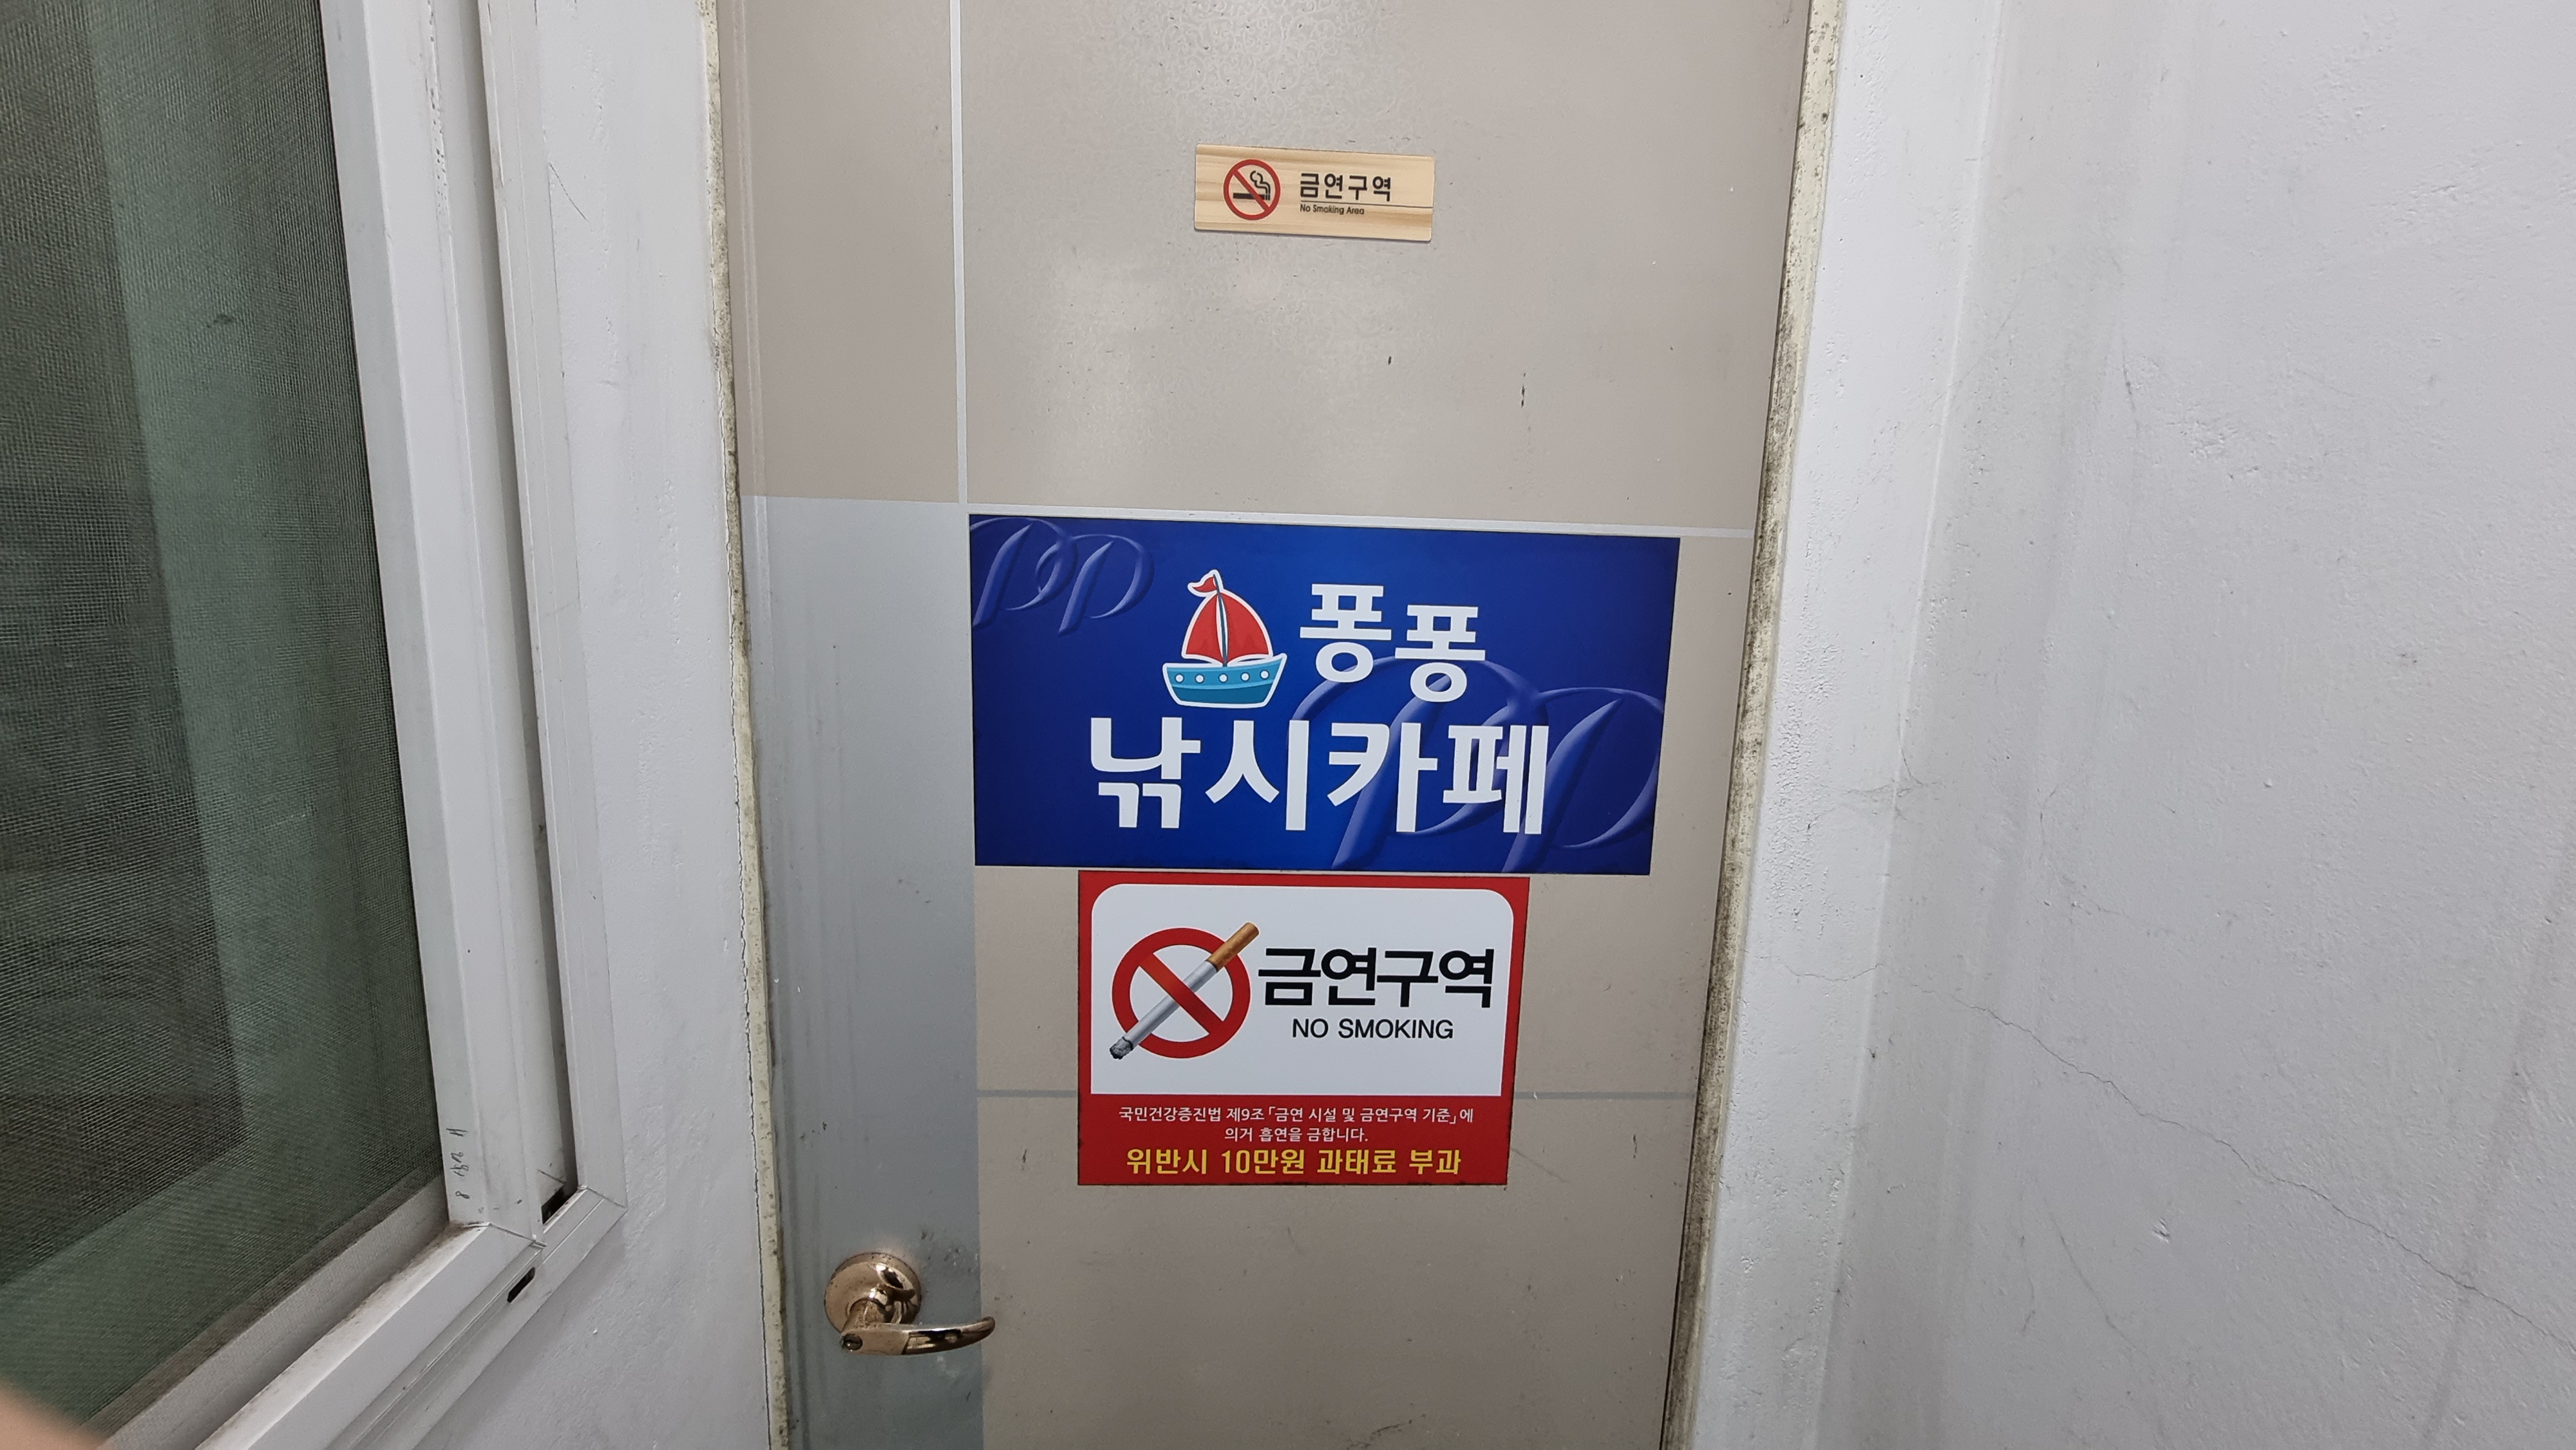 금연구역
No Smoking Area
PP
퐁퐁
낚시카페
PP
금연구역
NO SMOKING
국민건강증진법 제9조「금연 시설 및 금연구역 기준」에
의거 흡연을 금합니다.
위반시 10만원 과태료 부과